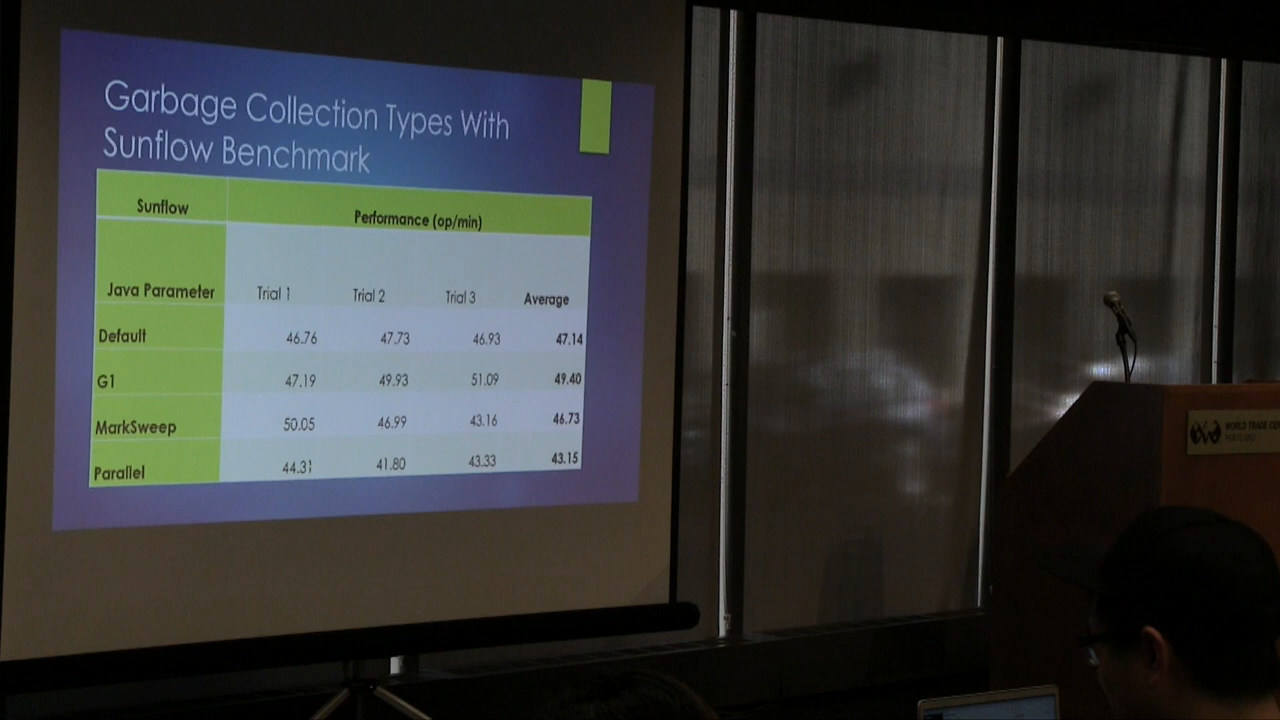 Garbage Collection Types With
Sunflow Benchmark
Sunflow Performance (op/min)
Java Parameter Trial 1 Trial 2 Trial 3 Average
Default 46.76 47.73 46.93 47.14
G1 47.19 49.93 51.09 49.40
MarkSweep 50.05 46.99 43.16 46.73
Parallel 44.31 41.80 43.33 43.15
WORLD TRADE CEN
PORTLAND